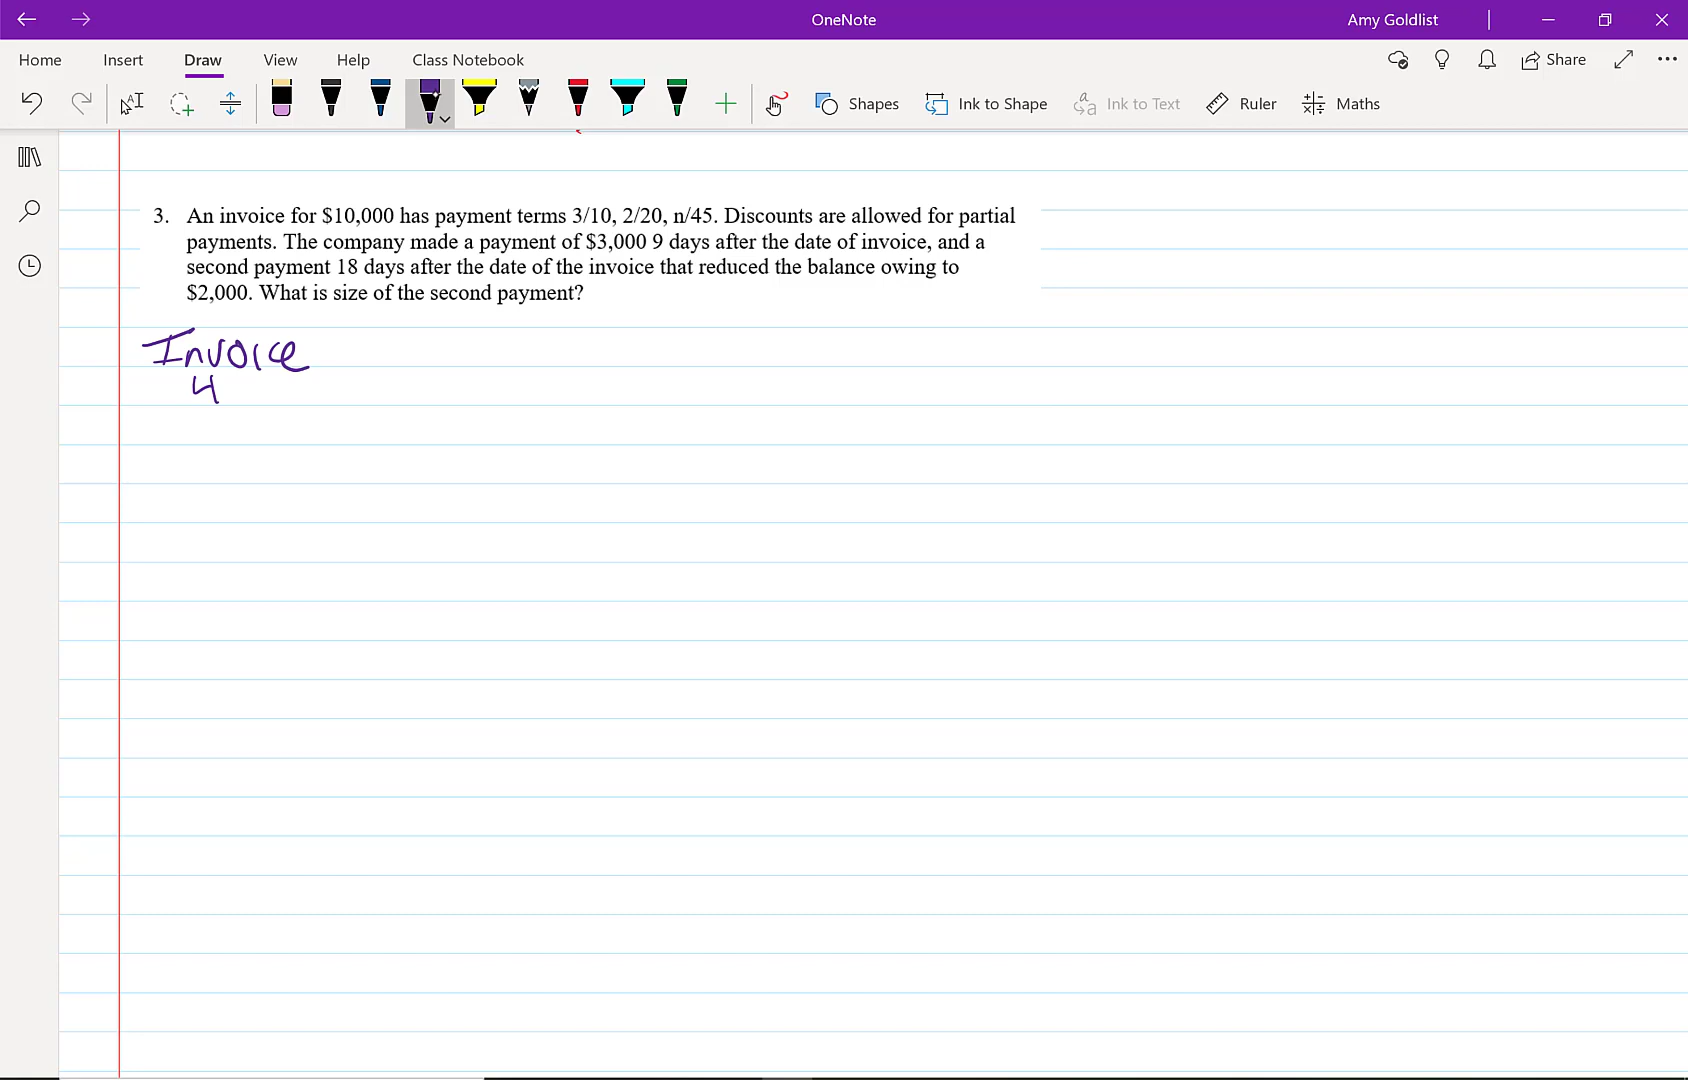 OneNote
Amy Goldlist
Home Insert Draw View Help Class Notebook
Share
Shapes Ink to Shape Ink to Text Ruler Maths
3. An invoice for $10,000 has payment terms 3/10, 2/20, n/45. Discounts are allowed for partial
payments. The company made a payment of $3,000 9 days after the date of invoice, and a
second payment 18 days after the date of the invoice that reduced the balance owing to
$2,000. What is size of the second payment?
Invoice
4